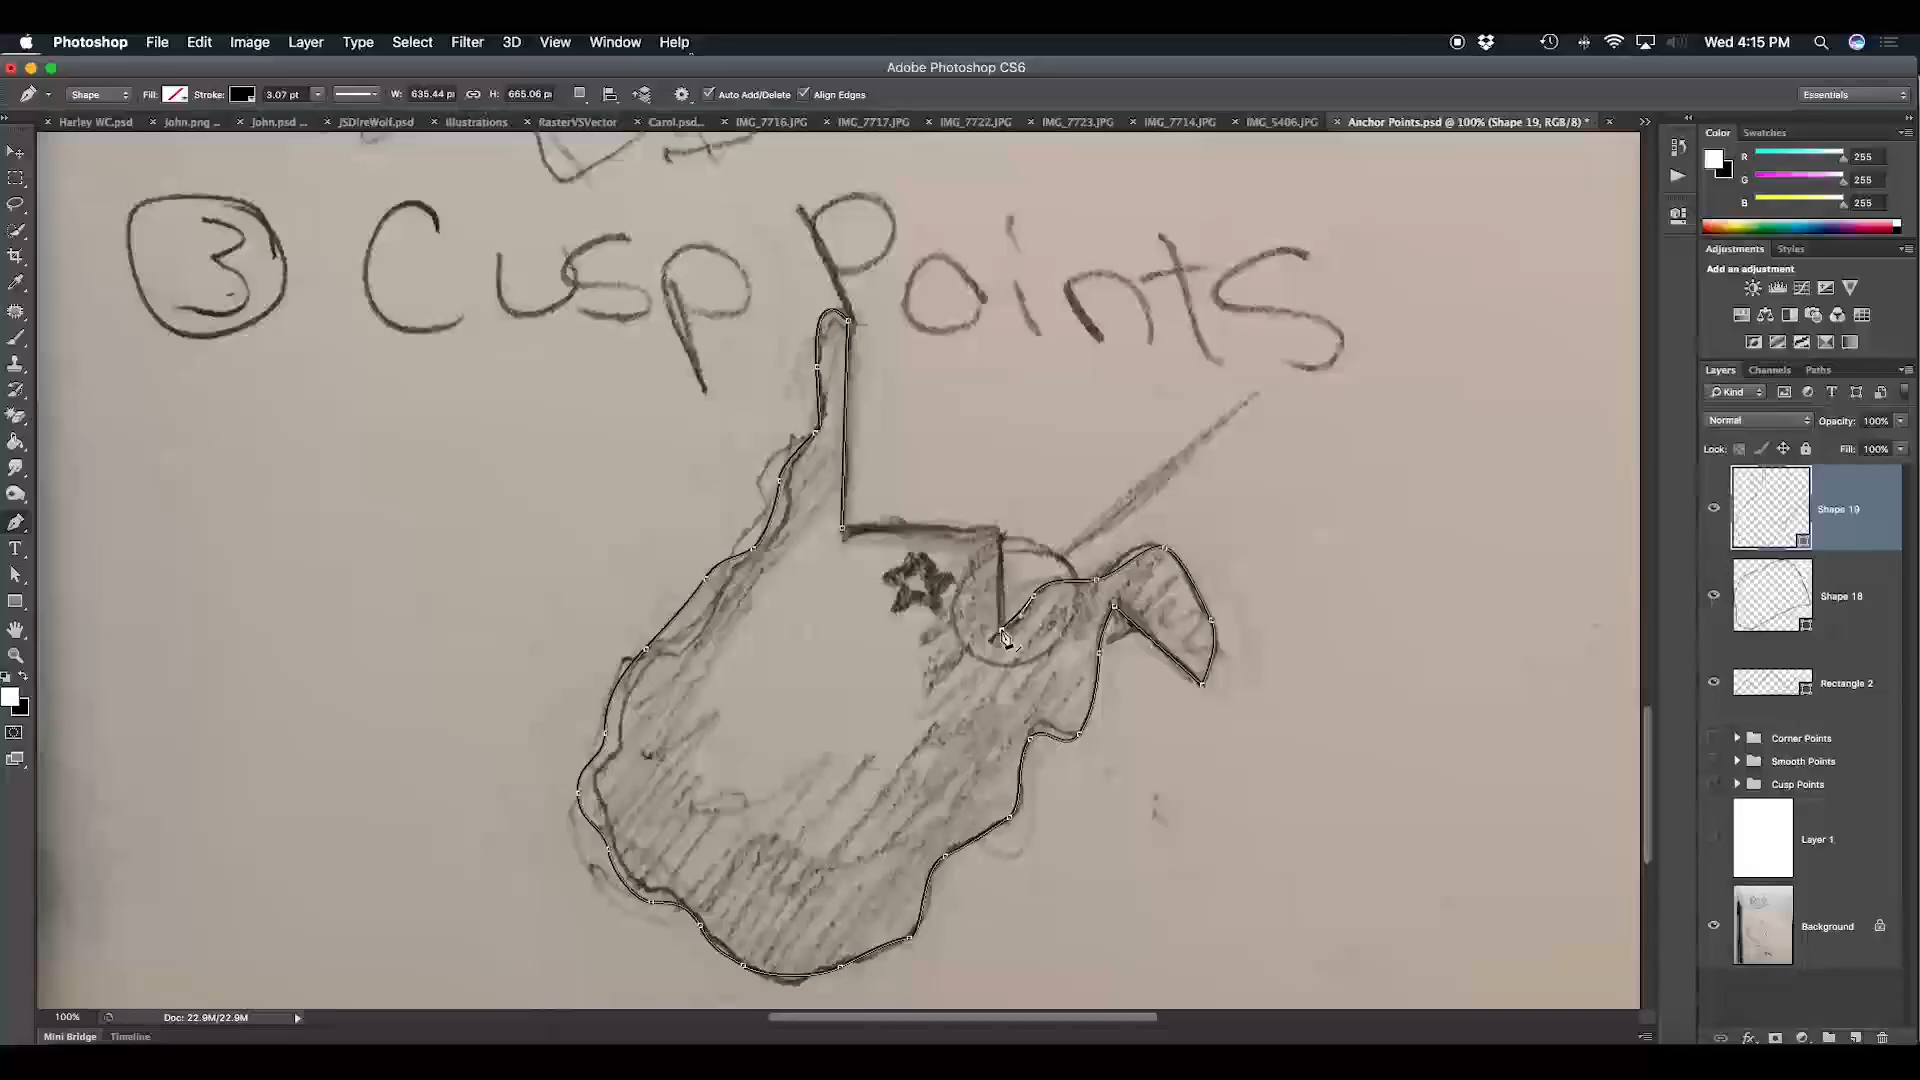 Photoshop File Edit Image Layer Type Select Filter 3D View Window Help Wed 4:15 PM
Adobe Photoshop CS6
Shape Fill: Stroke: 3.07 pt W: 635.44 pi H: 665.06 pi Auto Add/Delete Align Edges Essentials
Harley WC.psd John.png ... John.psd ... JSDireWolf.psd Illustrations RasterVSVector Carol.psd... IMG_7716.JPG IMG_7717.JPG IMG_7722.JPG IMG_7723.JPG IMG_7714.JPG IMG_5406.JPG Anchor Points.psd @ 100% (Shape 19, RGB/8) *
3 Cusp Points
Color Swatches
R 255
G 255
B 255
Adjustments Styles
Add an adjustment
Layers Channels Paths
Kind
Normal Opacity: 100%
Lock: Fill: 100%
Shape 19
Shape 18
Rectangle 2
Corner Points
Smooth Points
Cusp Points
Layer 1
Background
100% Doc: 22.9M/22.9M
Mini Bridge Timeline